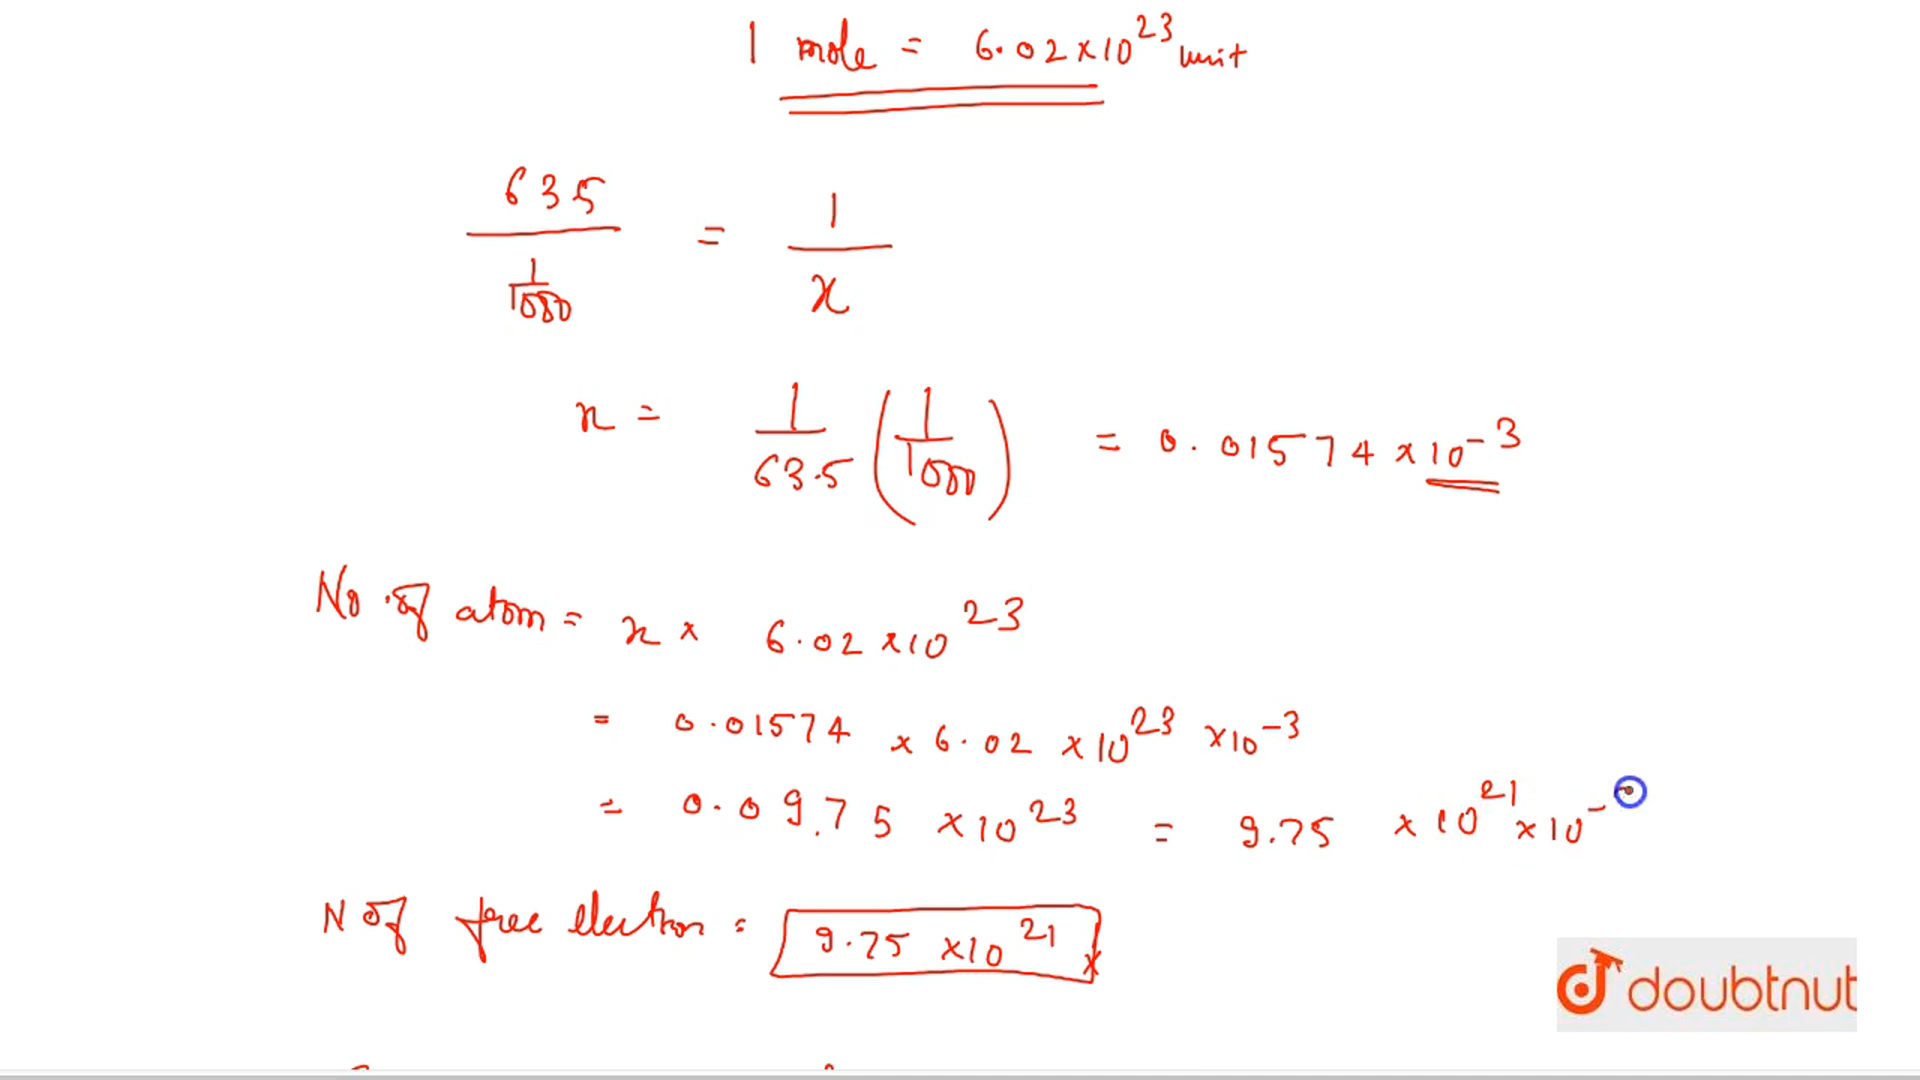 1 mole = 6.02 × 10^23 unit
635 / (1/1000) = 1/x
x = 1/63.5 (1/1000) = 0.01574 × 10^-3
No. of atom = x × 6.02 × 10^23
= 0.01574 × 6.02 × 10^23 × 10^-3
= 0.0975 × 10^23 = 9.75 × 10^21 × 10^-
N of free electron = 9.75 × 10^21 ×
doubtnut